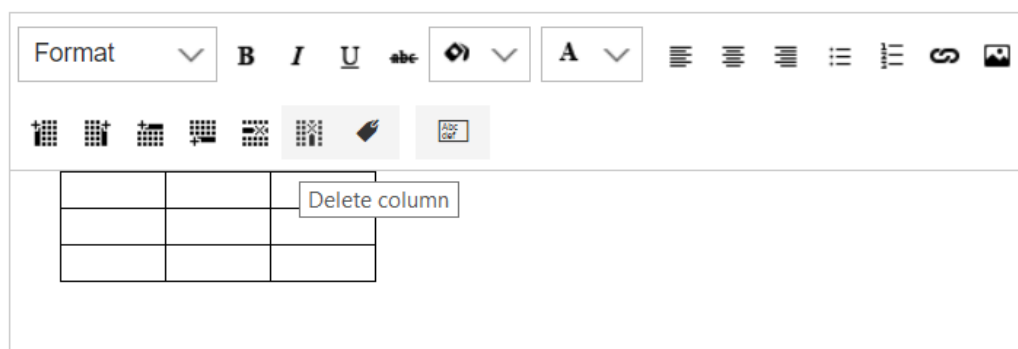 Format B I U abc A
Abc
def
Delete column